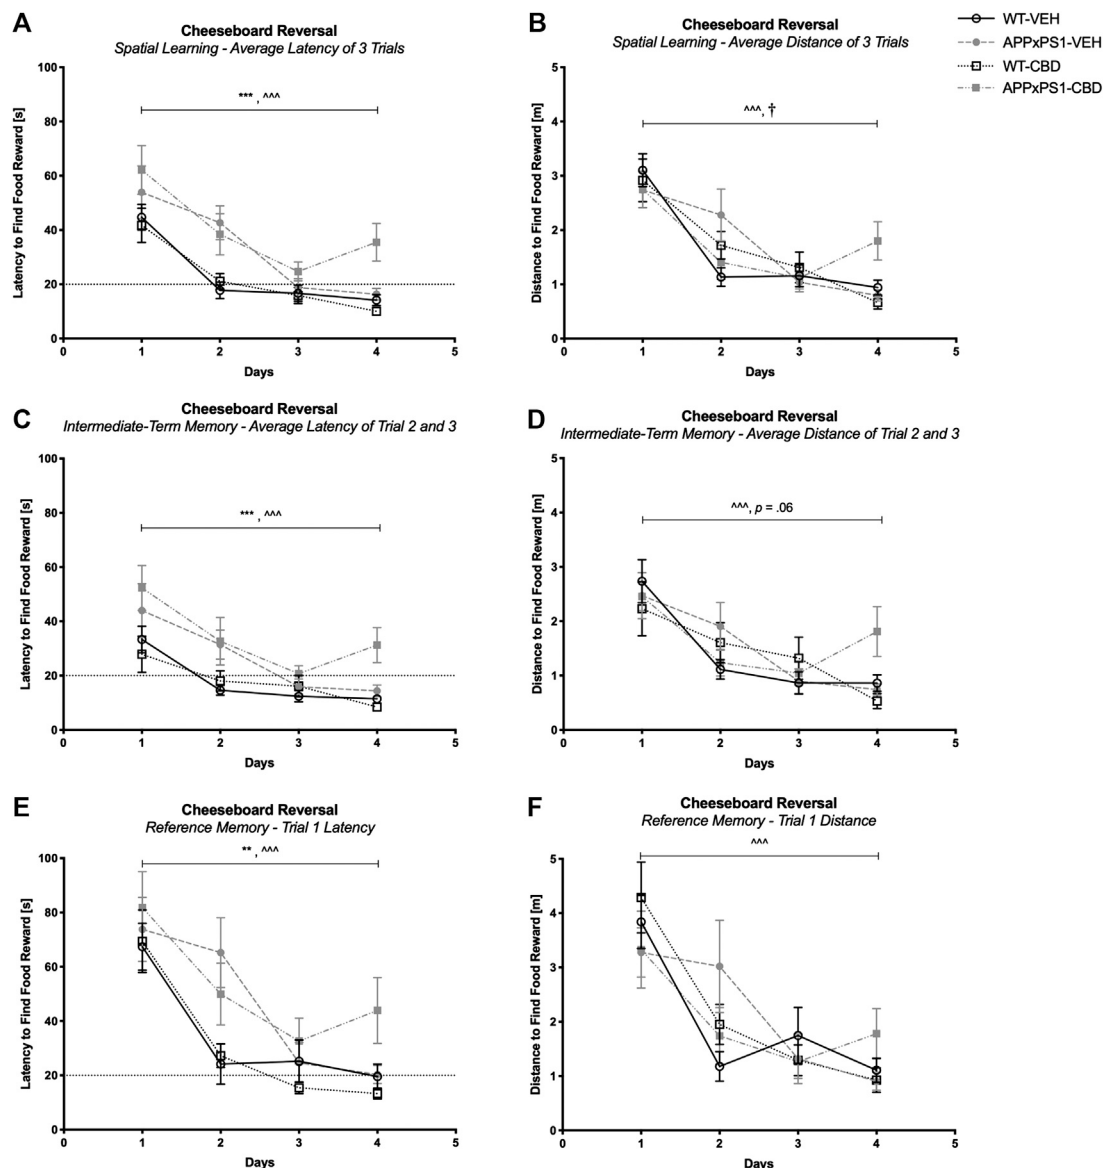 A
Cheeseboard Reversal
Spatial Learning - Average Latency of 3 Trials
Latency to Find Food Reward [s]
100
80
60
40
20
0
*** , ^^^
0 1 2 3 4 5
Days
B
Cheeseboard Reversal
Spatial Learning - Average Distance of 3 Trials
Distance to Find Food Reward [m]
5
4
3
2
1
0
^^^, †
0 1 2 3 4 5
Days
WT-VEH
APPxPS1-VEH
WT-CBD
APPxPS1-CBD
C
Cheeseboard Reversal
Intermediate-Term Memory - Average Latency of Trial 2 and 3
Latency to Find Food Reward [s]
100
80
60
40
20
0
*** , ^^^
0 1 2 3 4 5
Days
D
Cheeseboard Reversal
Intermediate-Term Memory - Average Distance of Trial 2 and 3
Distance to Find Food Reward [m]
5
4
3
2
1
0
^^^, p = .06
0 1 2 3 4 5
Days
E
Cheeseboard Reversal
Reference Memory - Trial 1 Latency
Latency to Find Food Reward [s]
100
80
60
40
20
0
** , ^^^
0 1 2 3 4 5
Days
F
Cheeseboard Reversal
Reference Memory - Trial 1 Distance
Distance to Find Food Reward [m]
5
4
3
2
1
0
^^^
0 1 2 3 4 5
Days